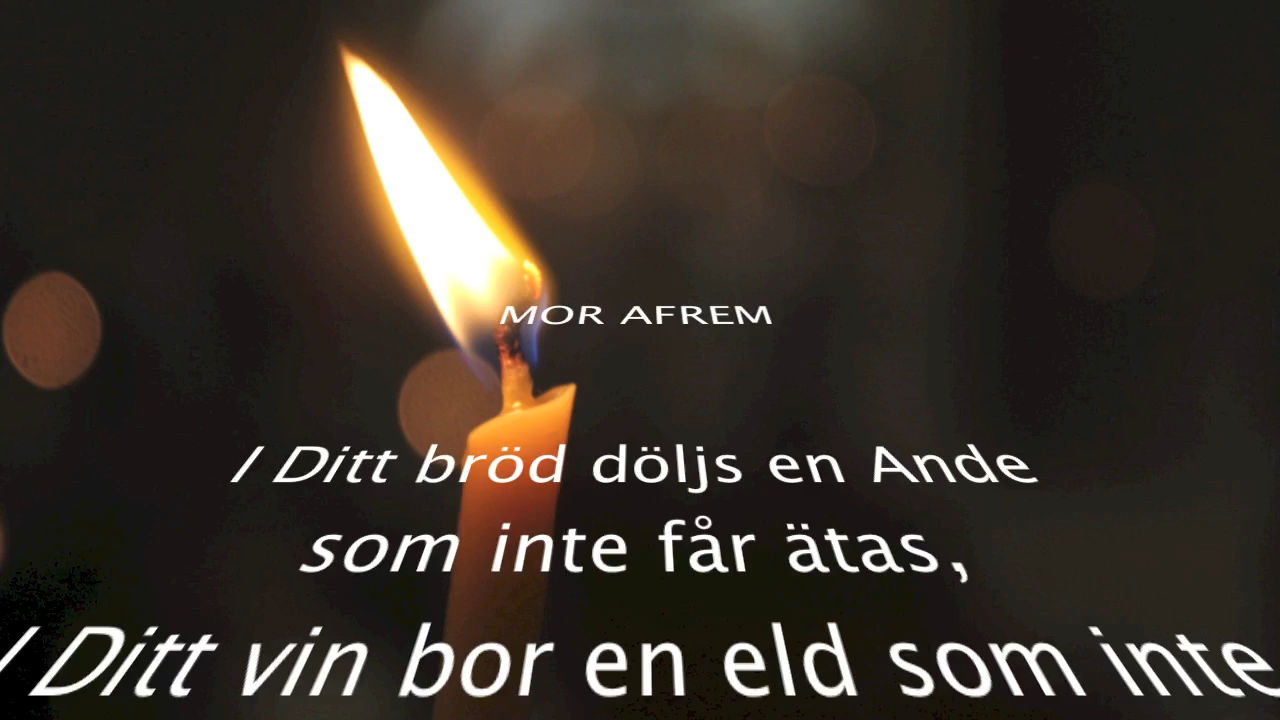 MOR AFREM
I Ditt bröd döljs en Ande
som inte får ätas,
I Ditt vin bor en eld som inte